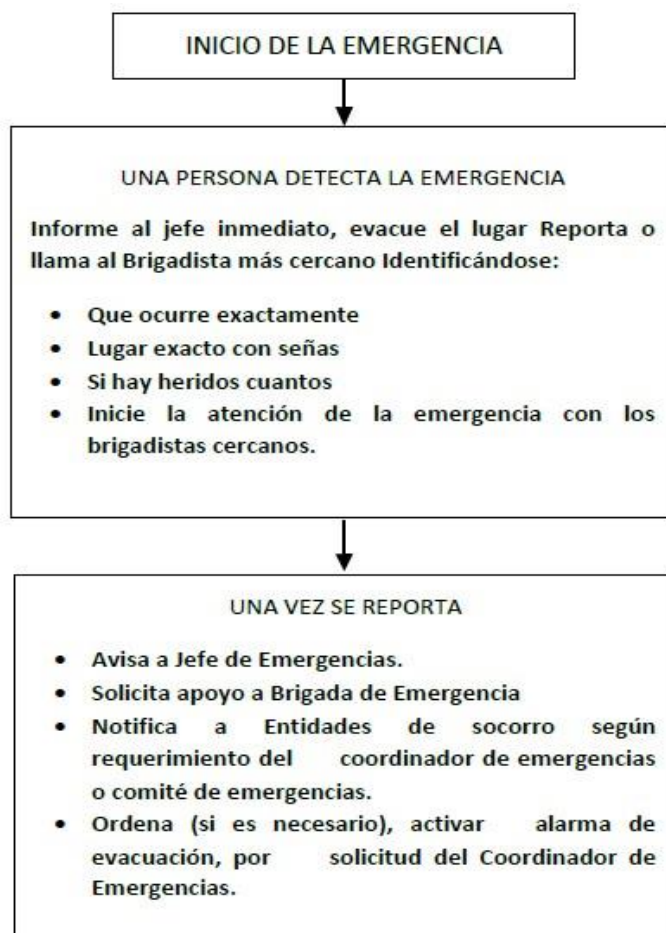 INICIO DE LA EMERGENCIA
UNA PERSONA DETECTA LA EMERGENCIA
Informe al jefe inmediato, evacue el lugar Reporta o
llama al Brigadista más cercano Identificándose:
• Que ocurre exactamente
• Lugar exacto con señas
• Si hay heridos cuantos
• Inicie la atención de la emergencia con los
brigadistas cercanos.
UNA VEZ SE REPORTA
• Avisa a Jefe de Emergencias.
• Solicita apoyo a Brigada de Emergencia
• Notifica a Entidades de socorro según
requerimiento del coordinador de emergencias
o comité de emergencias.
• Ordena (si es necesario), activar alarma de
evacuación, por solicitud del Coordinador de
Emergencias.